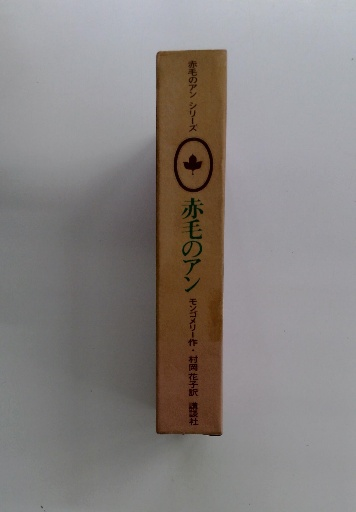 赤毛のアン シリーズ
赤毛のアン
モンゴメリー作・村岡花子訳 講談社